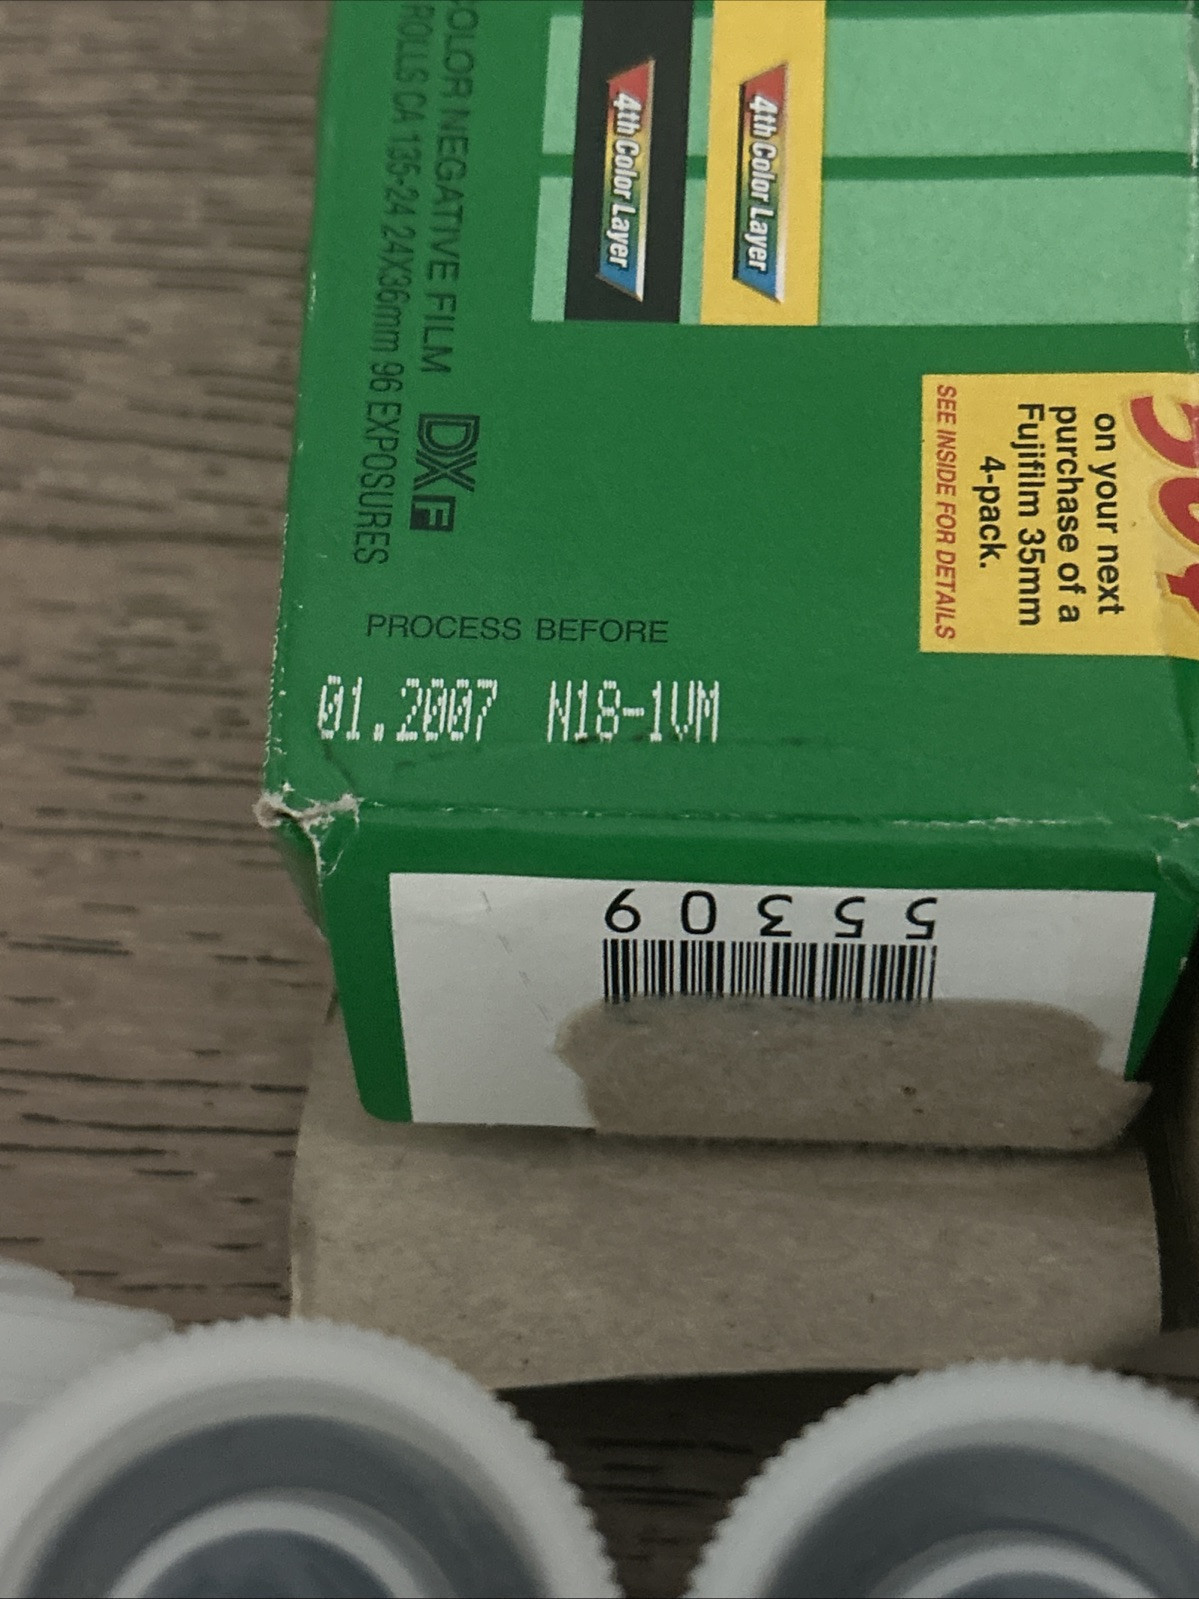 COLOR NEGATIVE FILM
ROLLS CA 135-24 24X36mm 96 EXPOSURES
DX F
4th Color Layer
4th Color Layer
on your next
purchase of a
Fujifilm 35mm
4-pack.
SEE INSIDE FOR DETAILS
PROCESS BEFORE
01.2007 N18-1VM
55309